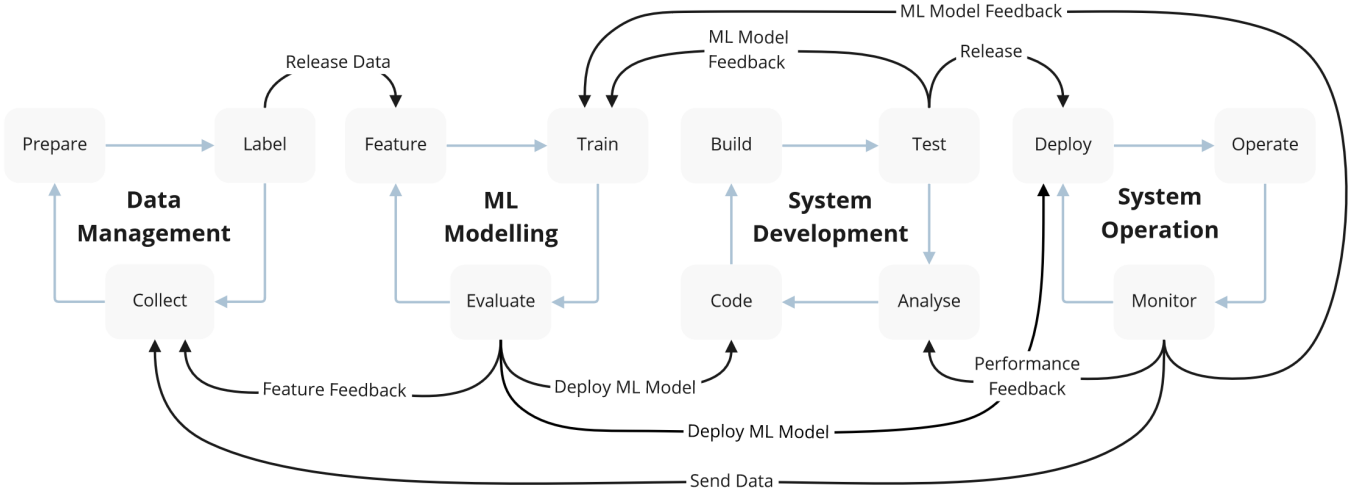 ML Model Feedback
ML Model
Feedback
Release
Release Data
Prepare
Label
Feature
Train
Build
Test
Deploy
Operate
Data
Management
ML
Modelling
System
Development
System
Operation
Collect
Evaluate
Code
Analyse
Monitor
Performance
Feedback
Feature Feedback
Deploy ML Model
Deploy ML Model
Send Data